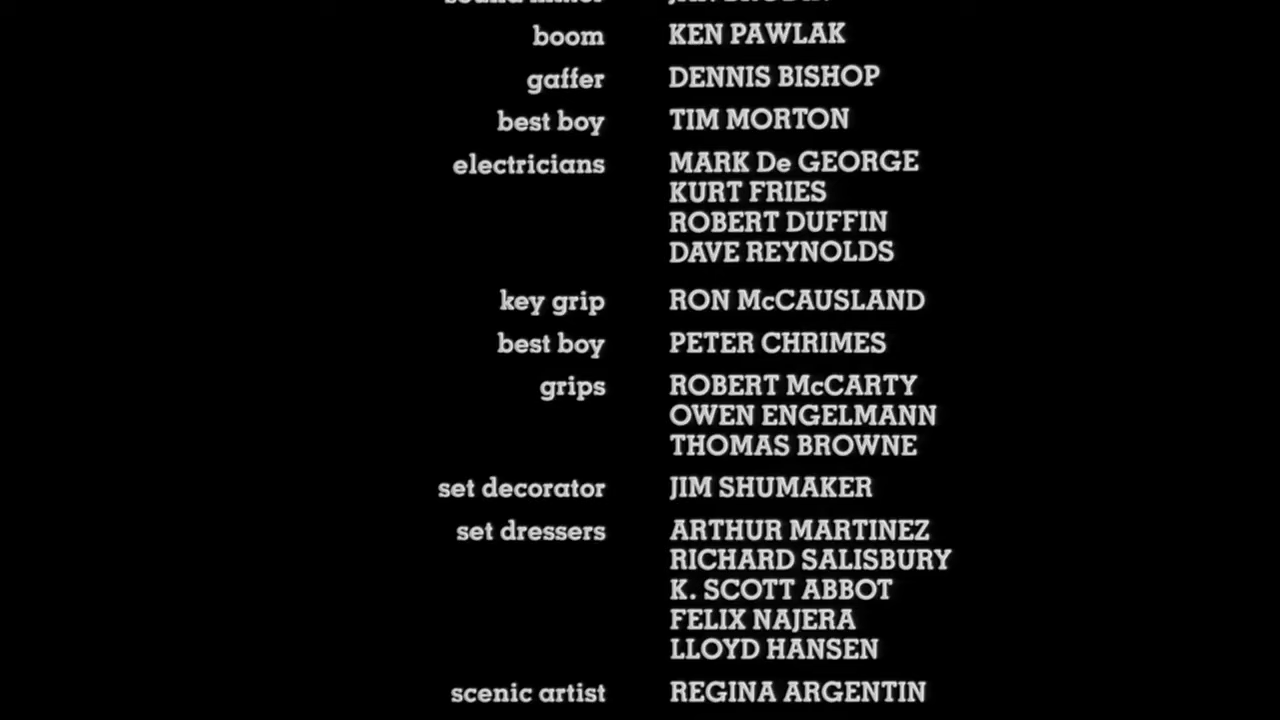 boom KEN PAWLAK
gaffer DENNIS BISHOP
best boy TIM MORTON
electricians MARK De GEORGE
KURT FRIES
ROBERT DUFFIN
DAVE REYNOLDS
key grip RON McCAUSLAND
best boy PETER CHRIMES
grips ROBERT McCARTY
OWEN ENGELMANN
THOMAS BROWNE
set decorator JIM SHUMAKER
set dressers ARTHUR MARTINEZ
RICHARD SALISBURY
K. SCOTT ABBOT
FELIX NAJERA
LLOYD HANSEN
scenic artist REGINA ARGENTIN